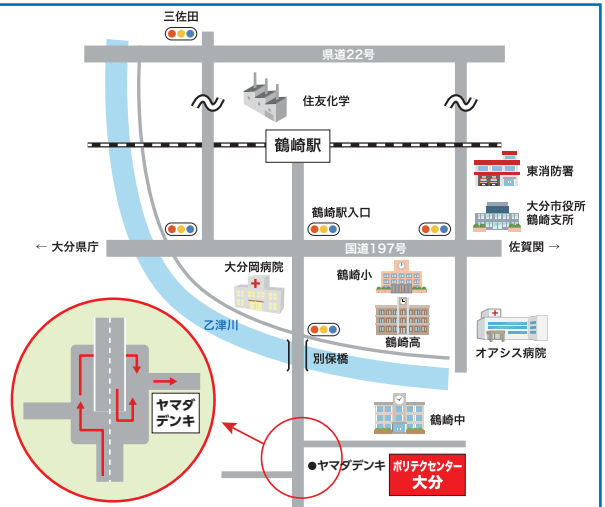 三佐田
県道22号
住友化学
鶴崎駅
東消防署
大分市役所
鶴崎支所
鶴崎駅入口
← 大分県庁
国道197号
佐賀関 →
大分岡病院
鶴崎小
乙津川
鶴崎高
別保橋
オアシス病院
ヤマダ
デンキ
鶴崎中
●ヤマダデンキ
ポリテクセンター
大分